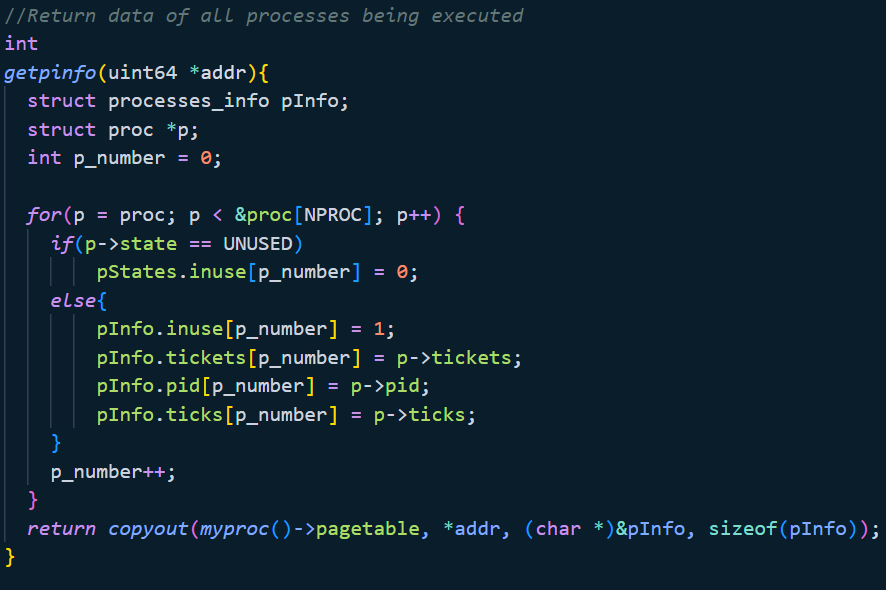 //Return data of all processes being executed
int
getpinfo(uint64 *addr){
  struct processes_info pInfo;
  struct proc *p;
  int p_number = 0;

  for(p = proc; p < &proc[NPROC]; p++) {
    if(p->state == UNUSED)
        pStates.inuse[p_number] = 0;
    else{
        pInfo.inuse[p_number] = 1;
        pInfo.tickets[p_number] = p->tickets;
        pInfo.pid[p_number] = p->pid;
        pInfo.ticks[p_number] = p->ticks;
    }
    p_number++;
  }
  return copyout(myproc()->pagetable, *addr, (char *)&pInfo, sizeof(pInfo));
}